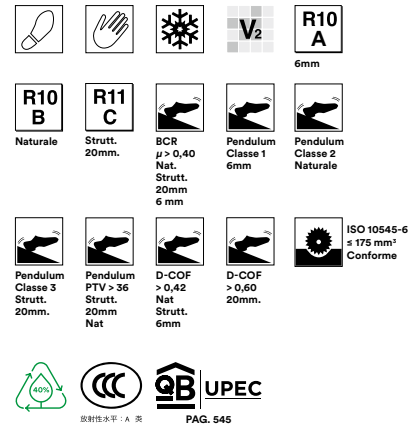 V2
R10
A
6mm
R10
B
Naturale
R11
C
Strutt.
20mm.
BCR
µ > 0,40
Nat.
Strutt.
20mm
6 mm
Pendulum
Classe 1
6mm
Pendulum
Classe 2
Naturale
Pendulum
Classe 3
Strutt.
20mm.
Pendulum
PTV > 36
Strutt.
20mm
Nat
D-COF
> 0,42
Nat
Strutt.
6mm
D-COF
> 0,60
20mm.
ISO 10545-6
≤ 175 mm³
Conforme
40%
CCC
放射性水平：A 类
QB UPEC
PAG. 545